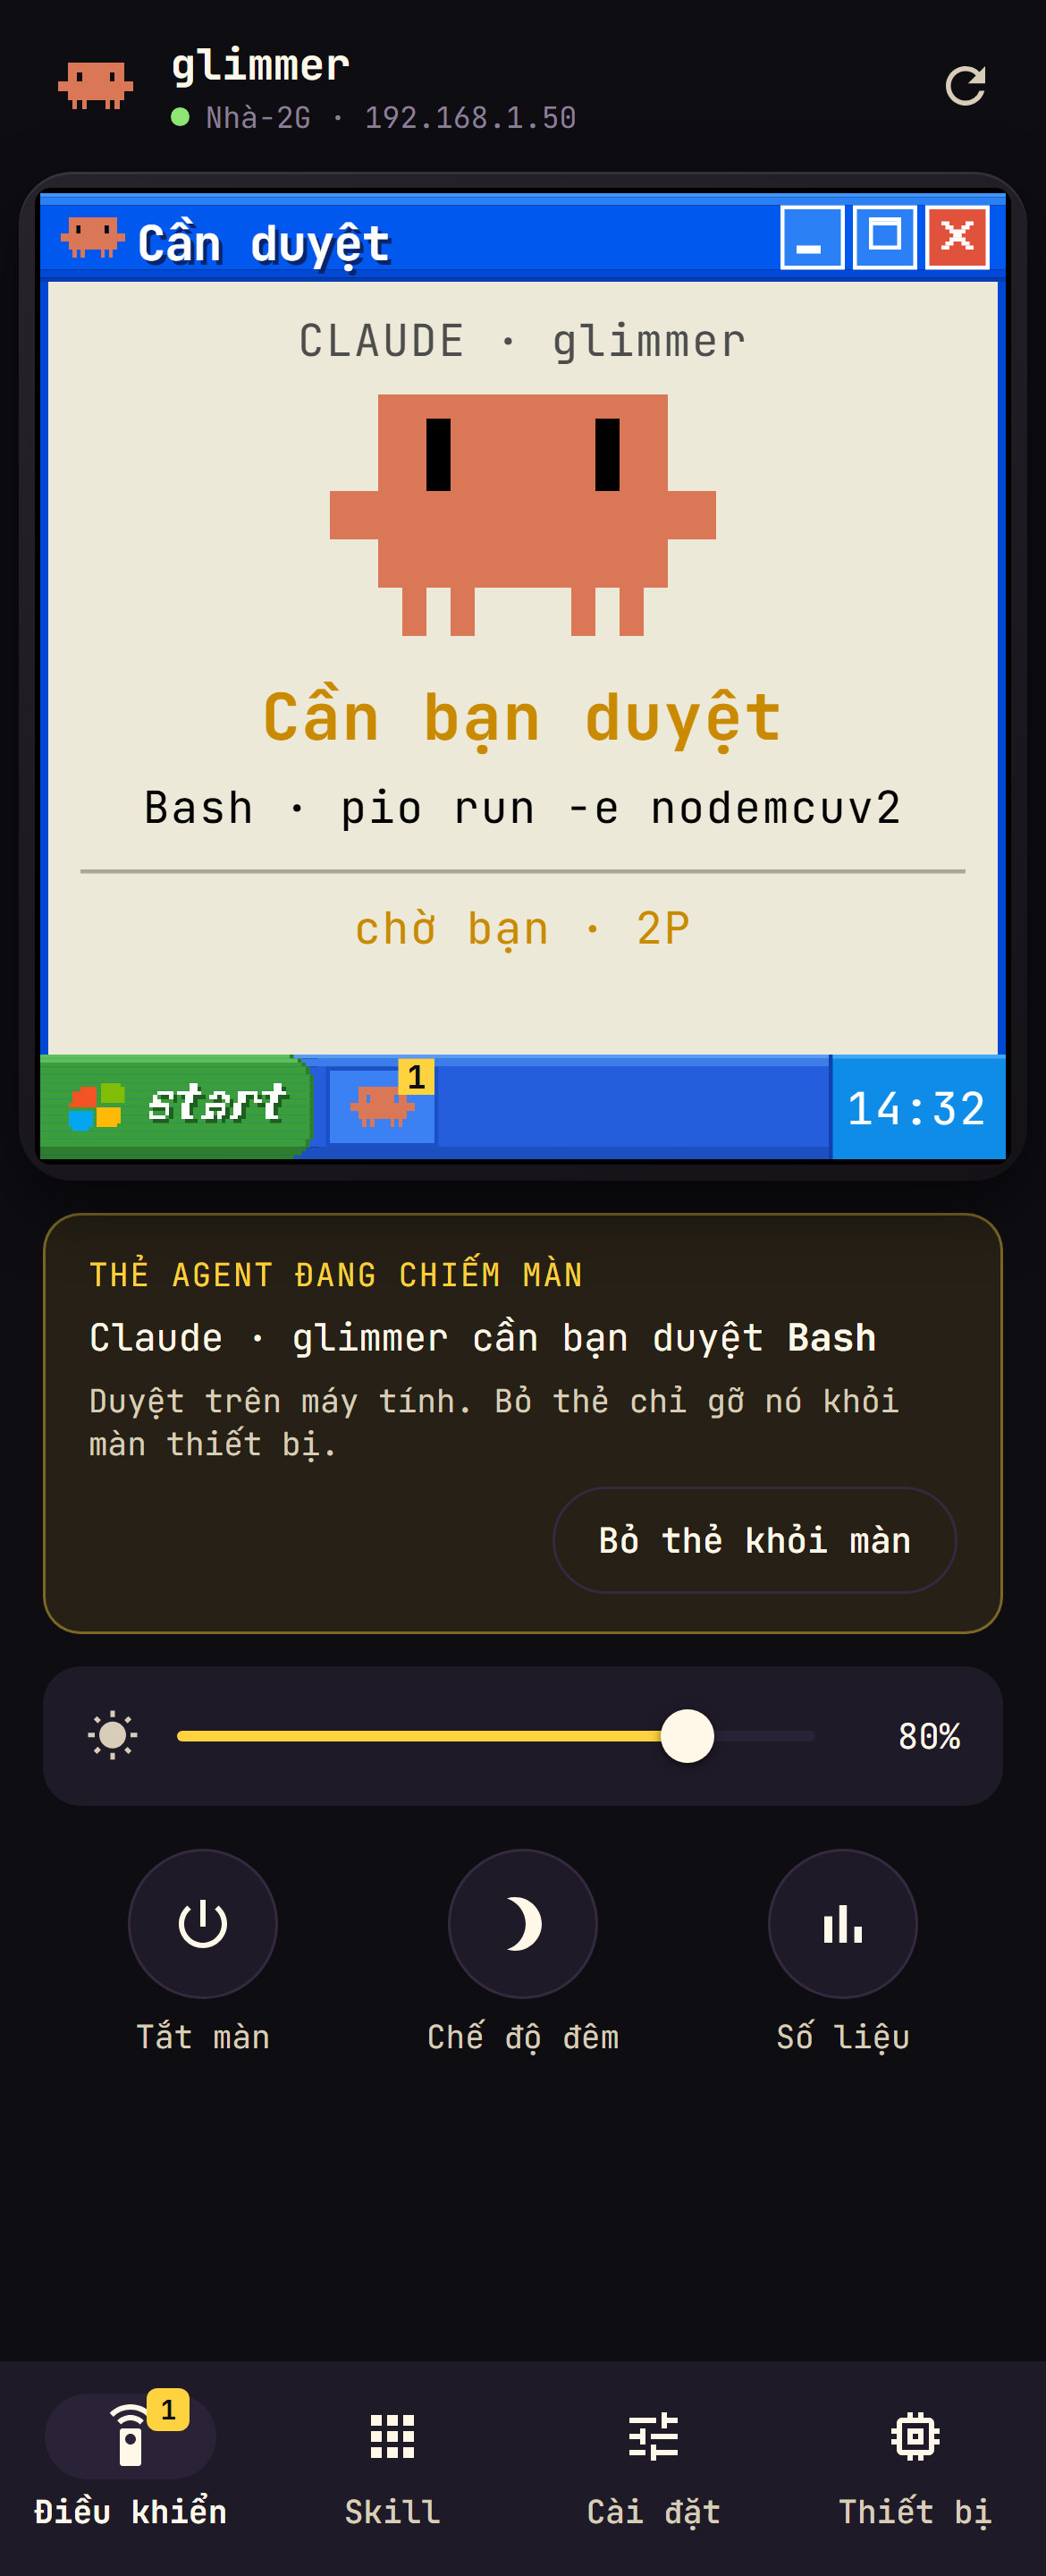 glimmer
Nhà-2G · 192.168.1.50
Cần duyệt
CLAUDE · glimmer
Cần bạn duyệt
Bash · pio run -e nodemcuv2
chờ bạn · 2P
start
1
14:32
THẺ AGENT ĐANG CHIẾM MÀN
Claude · glimmer cần bạn duyệt Bash
Duyệt trên máy tính. Bỏ thẻ chỉ gỡ nó khỏi
màn thiết bị.
Bỏ thẻ khỏi màn
80%
Tắt màn
Chế độ đêm
Số liệu
1
Điều khiển
Skill
Cài đặt
Thiết bị